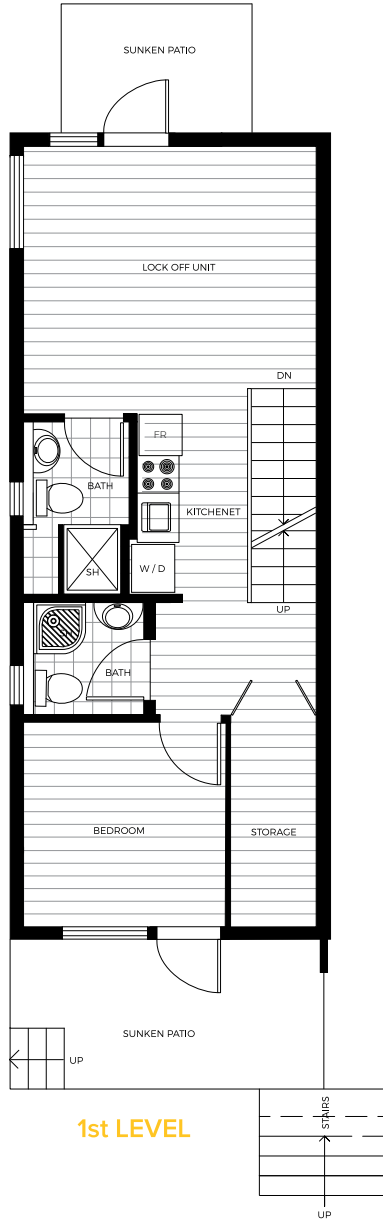 SUNKEN PATIO
LOCK OFF UNIT
DN
FR
BATH
KITCHENET
W / D
SH
UP
BATH
BEDROOM
STORAGE
SUNKEN PATIO
UP
STAIRS
1st LEVEL
UP